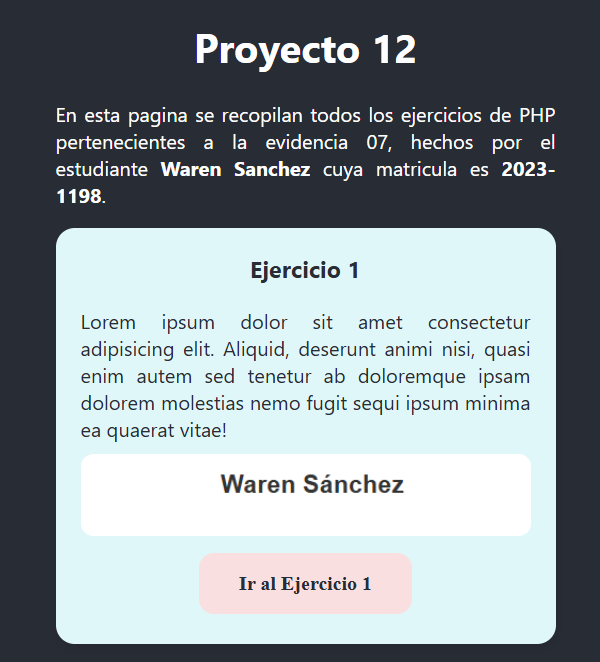 Proyecto 12
En esta pagina se recopilan todos los ejercicios de PHP
pertenecientes a la evidencia 07, hechos por el
estudiante Waren Sanchez cuya matricula es 2023-
1198.
Ejercicio 1
Lorem ipsum dolor sit amet consectetur
adipisicing elit. Aliquid, deserunt animi nisi, quasi
enim autem sed tenetur ab doloremque ipsam
dolorem molestias nemo fugit sequi ipsum minima
ea quaerat vitae!
Waren Sánchez
Ir al Ejercicio 1